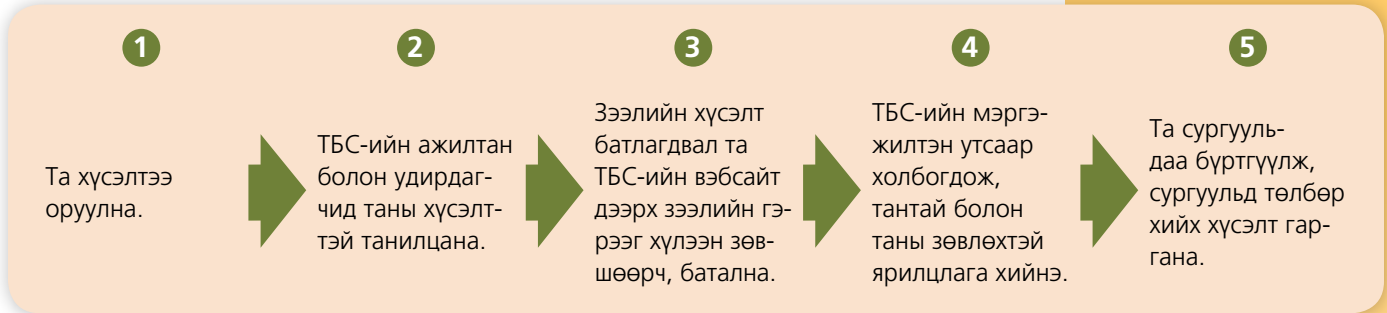 1
Та хүсэлтээ
оруулна.
2
ТБС-ийн ажилтан
болон удирдаг-
чид таны хүсэлт-
тэй танилцана.
3
Зээлийн хүсэлт
батлагдвал та
ТБС-ийн вэбсайт
дээрх зээлийн гэ-
рээг хүлээн зөв-
шөөрч, батална.
4
ТБС-ийн мэргэ-
жилтэн утсаар
холбогдож,
тантай болон
таны зөвлөхтэй
ярилцлага хийнэ.
5
Та сургууль-
даа бүртгүүлж,
сургуульд төлбөр
хийх хүсэлт гар-
гана.